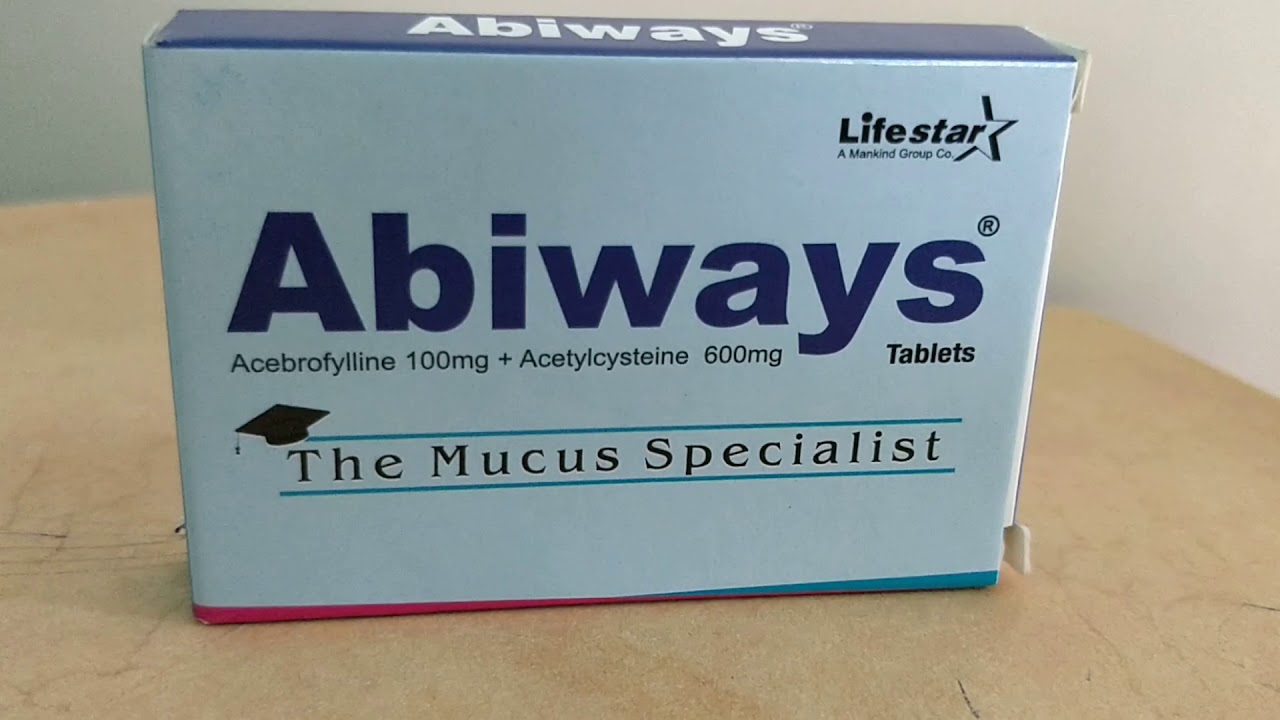 Abiways®
Lifestar
A Mankind Group Co.
Abiways®
Acebrofylline 100mg + Acetylcysteine 600mg
Tablets
The Mucus Specialist